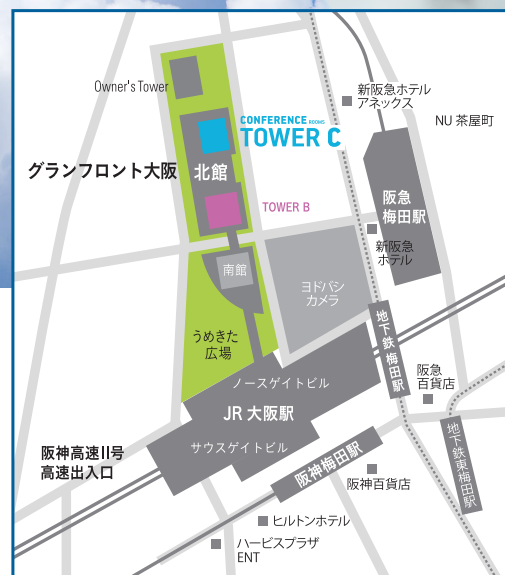 Owner's Tower
新阪急ホテル
アネックス
NU 茶屋町
CONFERENCE ROOMS
TOWER C
グランフロント大阪
北館
阪急
梅田駅
TOWER B
新阪急
ホテル
南館
ヨドバシ
カメラ
うめきた
広場
地下鉄 梅田駅
ノースゲイトビル
阪急
百貨店
JR 大阪駅
サウスゲイトビル
地下鉄東梅田駅
阪神高速II号
高速出入口
阪神梅田駅
阪神百貨店
ヒルトンホテル
ハービスプラザ
ENT